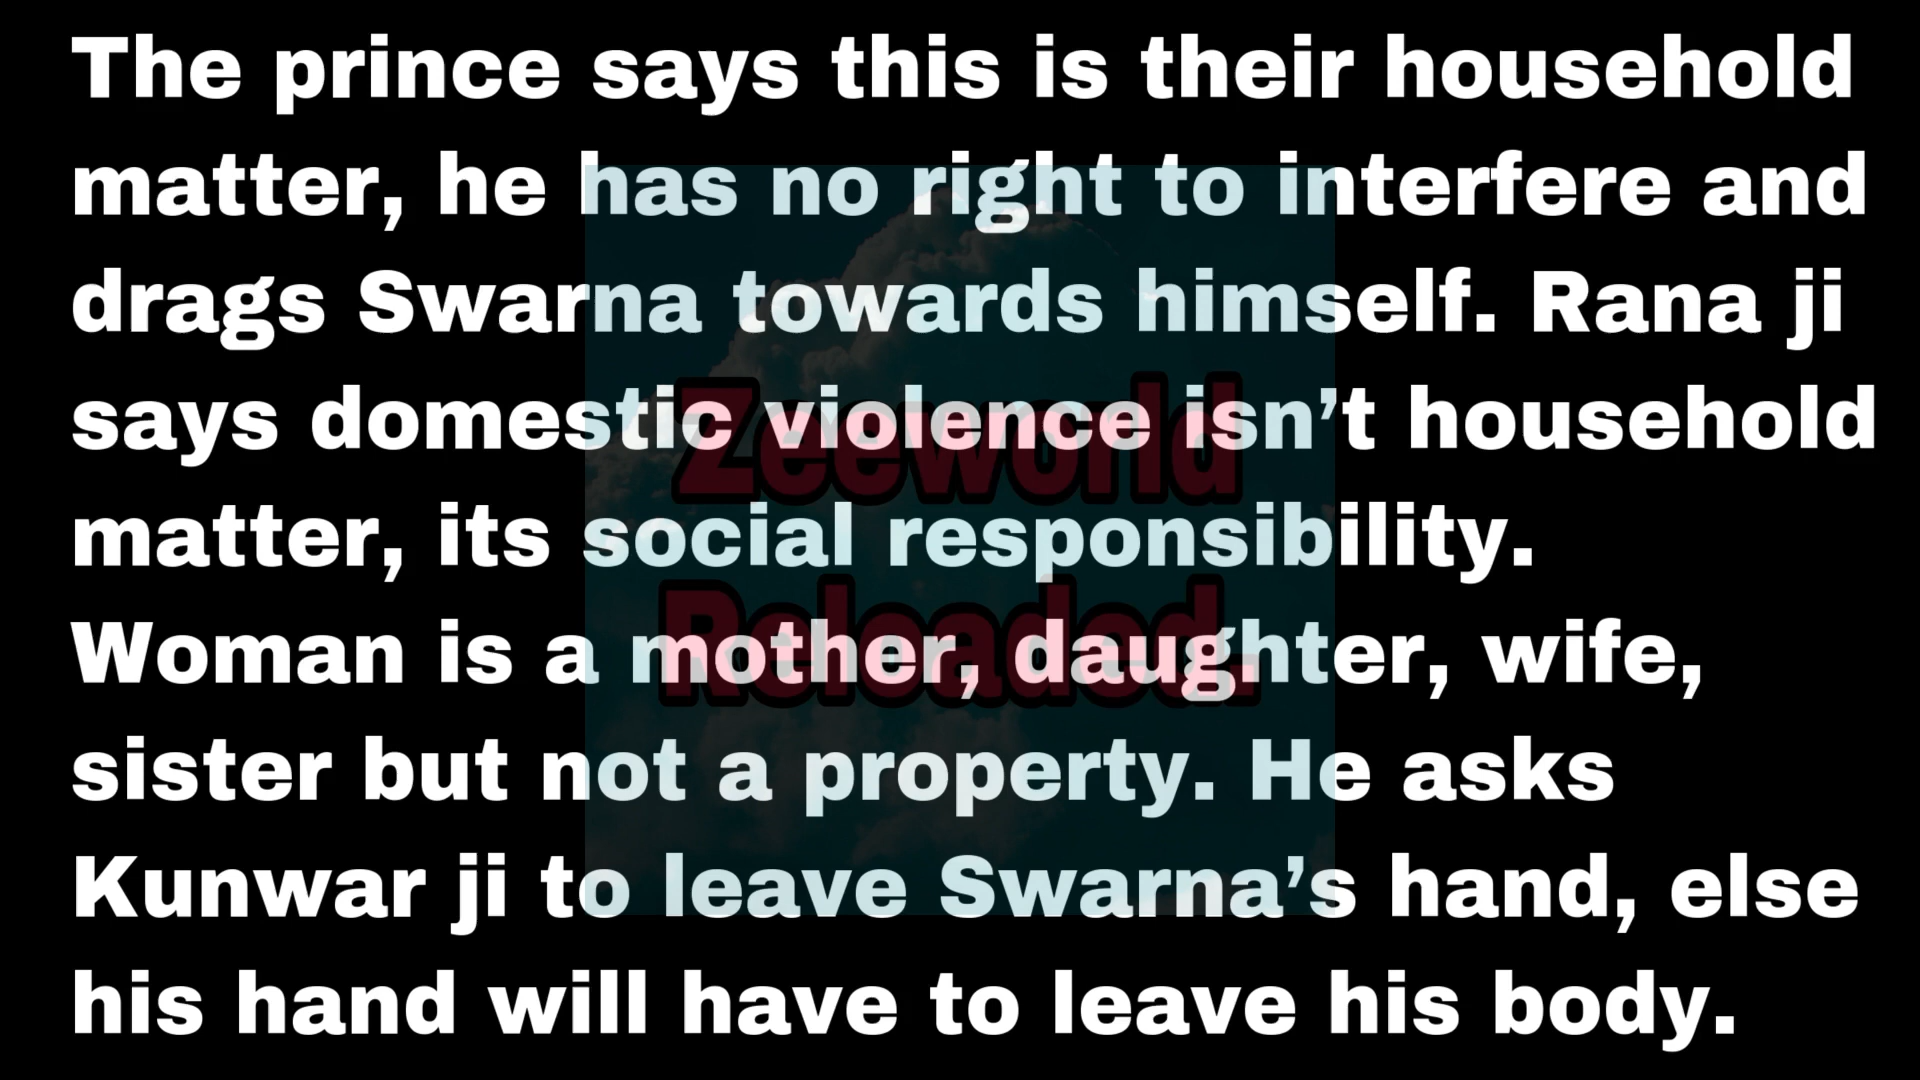 The prince says this is their household
matter, he has no right to interfere and
drags Swarna towards himself. Rana ji
says domestic violence isn’t household
matter, its social responsibility.
Woman is a mother, daughter, wife,
sister but not a property. He asks
Kunwar ji to leave Swarna’s hand, else
his hand will have to leave his body.
Zeeworld
Reloaded.